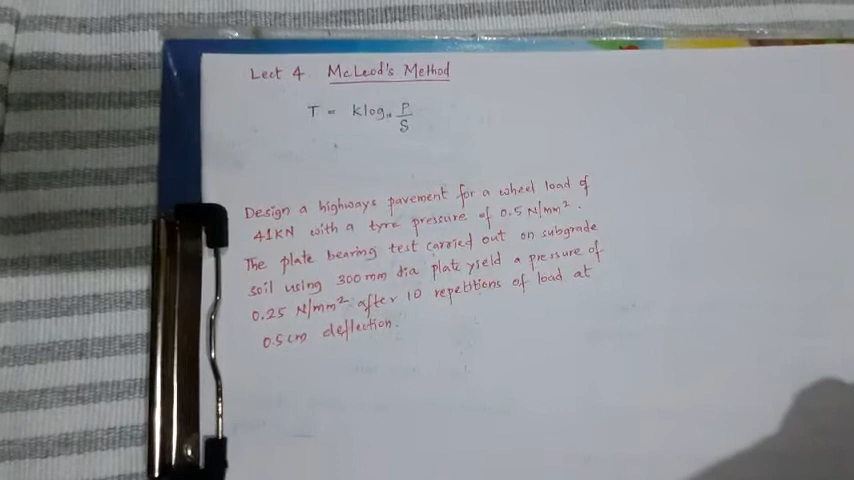 Lect 4 McLeod's Method
T = K log₁₀ P/S
Design a highways pavement for a wheel load of
41KN with a tyre pressure of 0.5 N/mm².
The plate bearing test carried out on subgrade
soil using 300mm dia plate yield a pressure of
0.25 N/mm² after 10 repetitions of load at
0.5cm deflection.